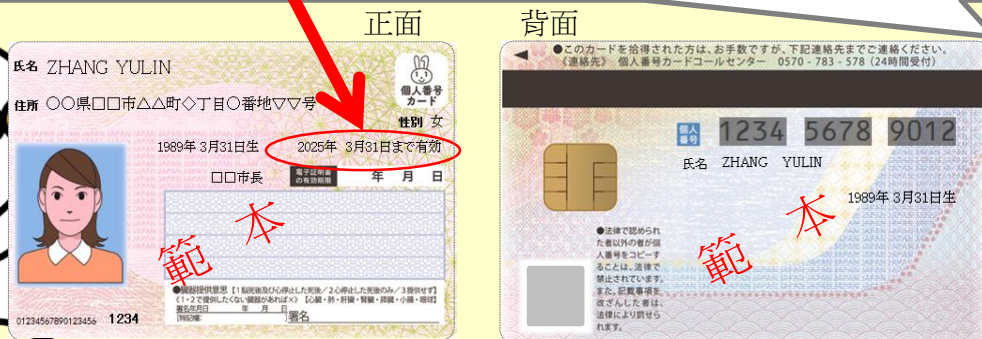 正面
氏名 ZHANG YULIN
個人番号
カード
住所 ○○県□□市△△町◇丁目○番地▽▽号
性別 女
1989年 3月31日生 2025年 3月31日まで有効
□□市長 電子証明書
の有効期限 年 月 日
範本
●臓器提供意思【1脳死後及び心停止した死後/2心停止した死後のみ/3提供せず】
《1・2で提供したくない臓器があれば×》【心臓・肺・肝臓・腎臓・膵臓・小腸・眼球】
署名年月日 年 月 日
[特記欄: ]署名
01234567890123456 1234
背面
●このカードを拾得された方は、お手数ですが、下記連絡先までご連絡ください。
《連絡先》 個人番号カードコールセンター 0570-783-578(24時間受付)
個人
番号 1234 5678 9012
氏名 ZHANG YULIN
1989年 3月31日生
範本
●法律で認められ
た者以外の者が個
人番号をコピーす
ることは、法律で
禁止されています。
また、記載事項を
改ざんした者は、
法律により罰せら
れます。